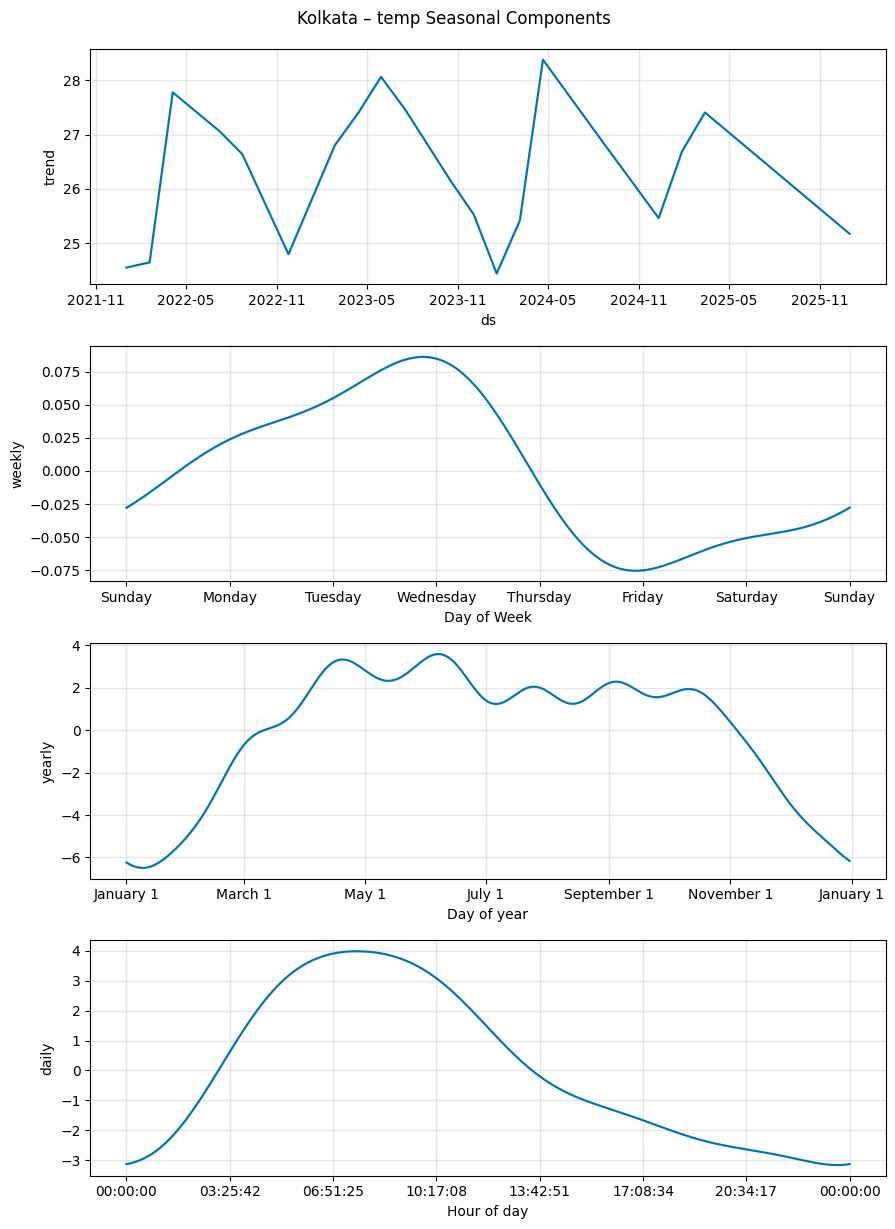 Kolkata – temp Seasonal Components
28
27
26
25
trend
2021-11 2022-05 2022-11 2023-05 2023-11 2024-05 2024-11 2025-05 2025-11
ds
0.075
0.050
0.025
0.000
−0.025
−0.050
−0.075
weekly
Sunday Monday Tuesday Wednesday Thursday Friday Saturday Sunday
Day of Week
4
2
0
−2
−4
−6
yearly
January 1 March 1 May 1 July 1 September 1 November 1 January 1
Day of year
4
3
2
1
0
−1
−2
−3
daily
00:00:00 03:25:42 06:51:25 10:17:08 13:42:51 17:08:34 20:34:17 00:00:00
Hour of day